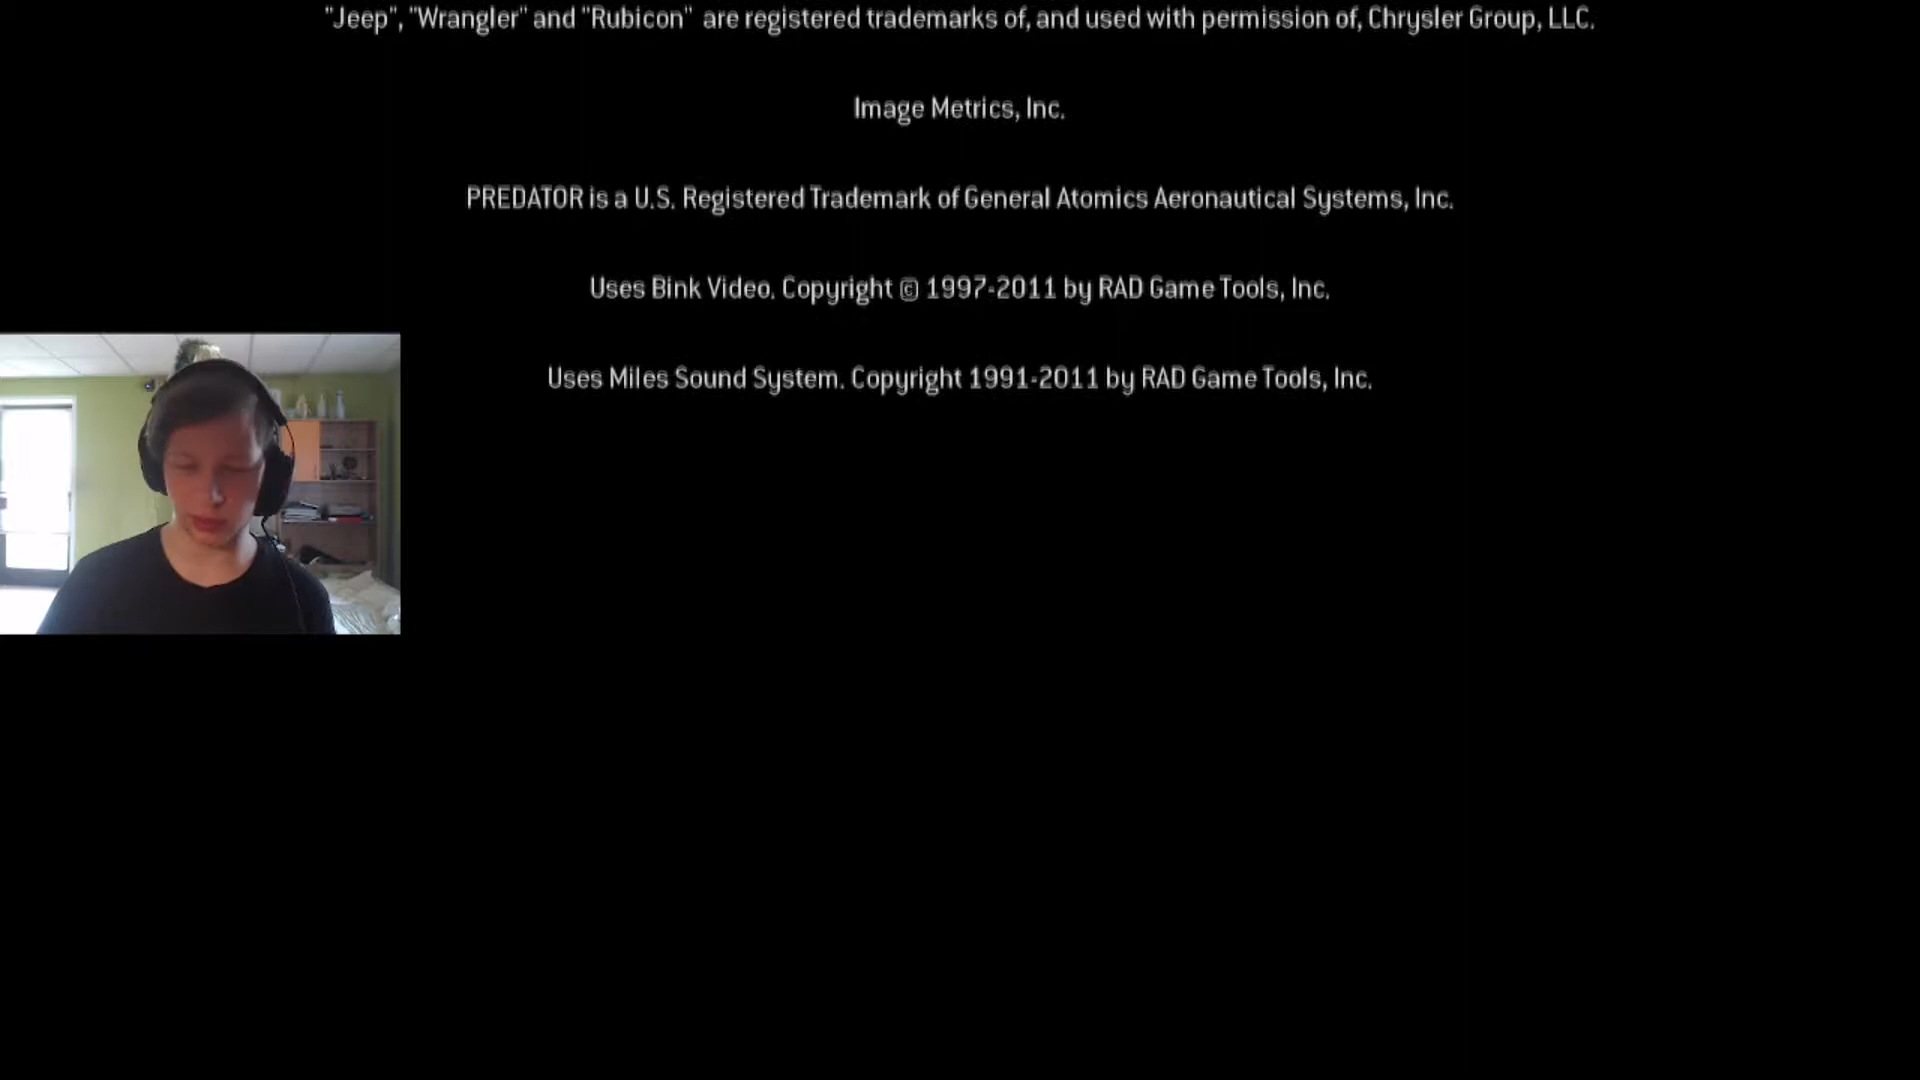 "Jeep", "Wrangler" and "Rubicon" are registered trademarks of, and used with permission of, Chrysler Group, LLC.
Image Metrics, Inc.
PREDATOR is a U.S. Registered Trademark of General Atomics Aeronautical Systems, Inc.
Uses Bink Video. Copyright © 1997-2011 by RAD Game Tools, Inc.
Uses Miles Sound System. Copyright 1991-2011 by RAD Game Tools, Inc.